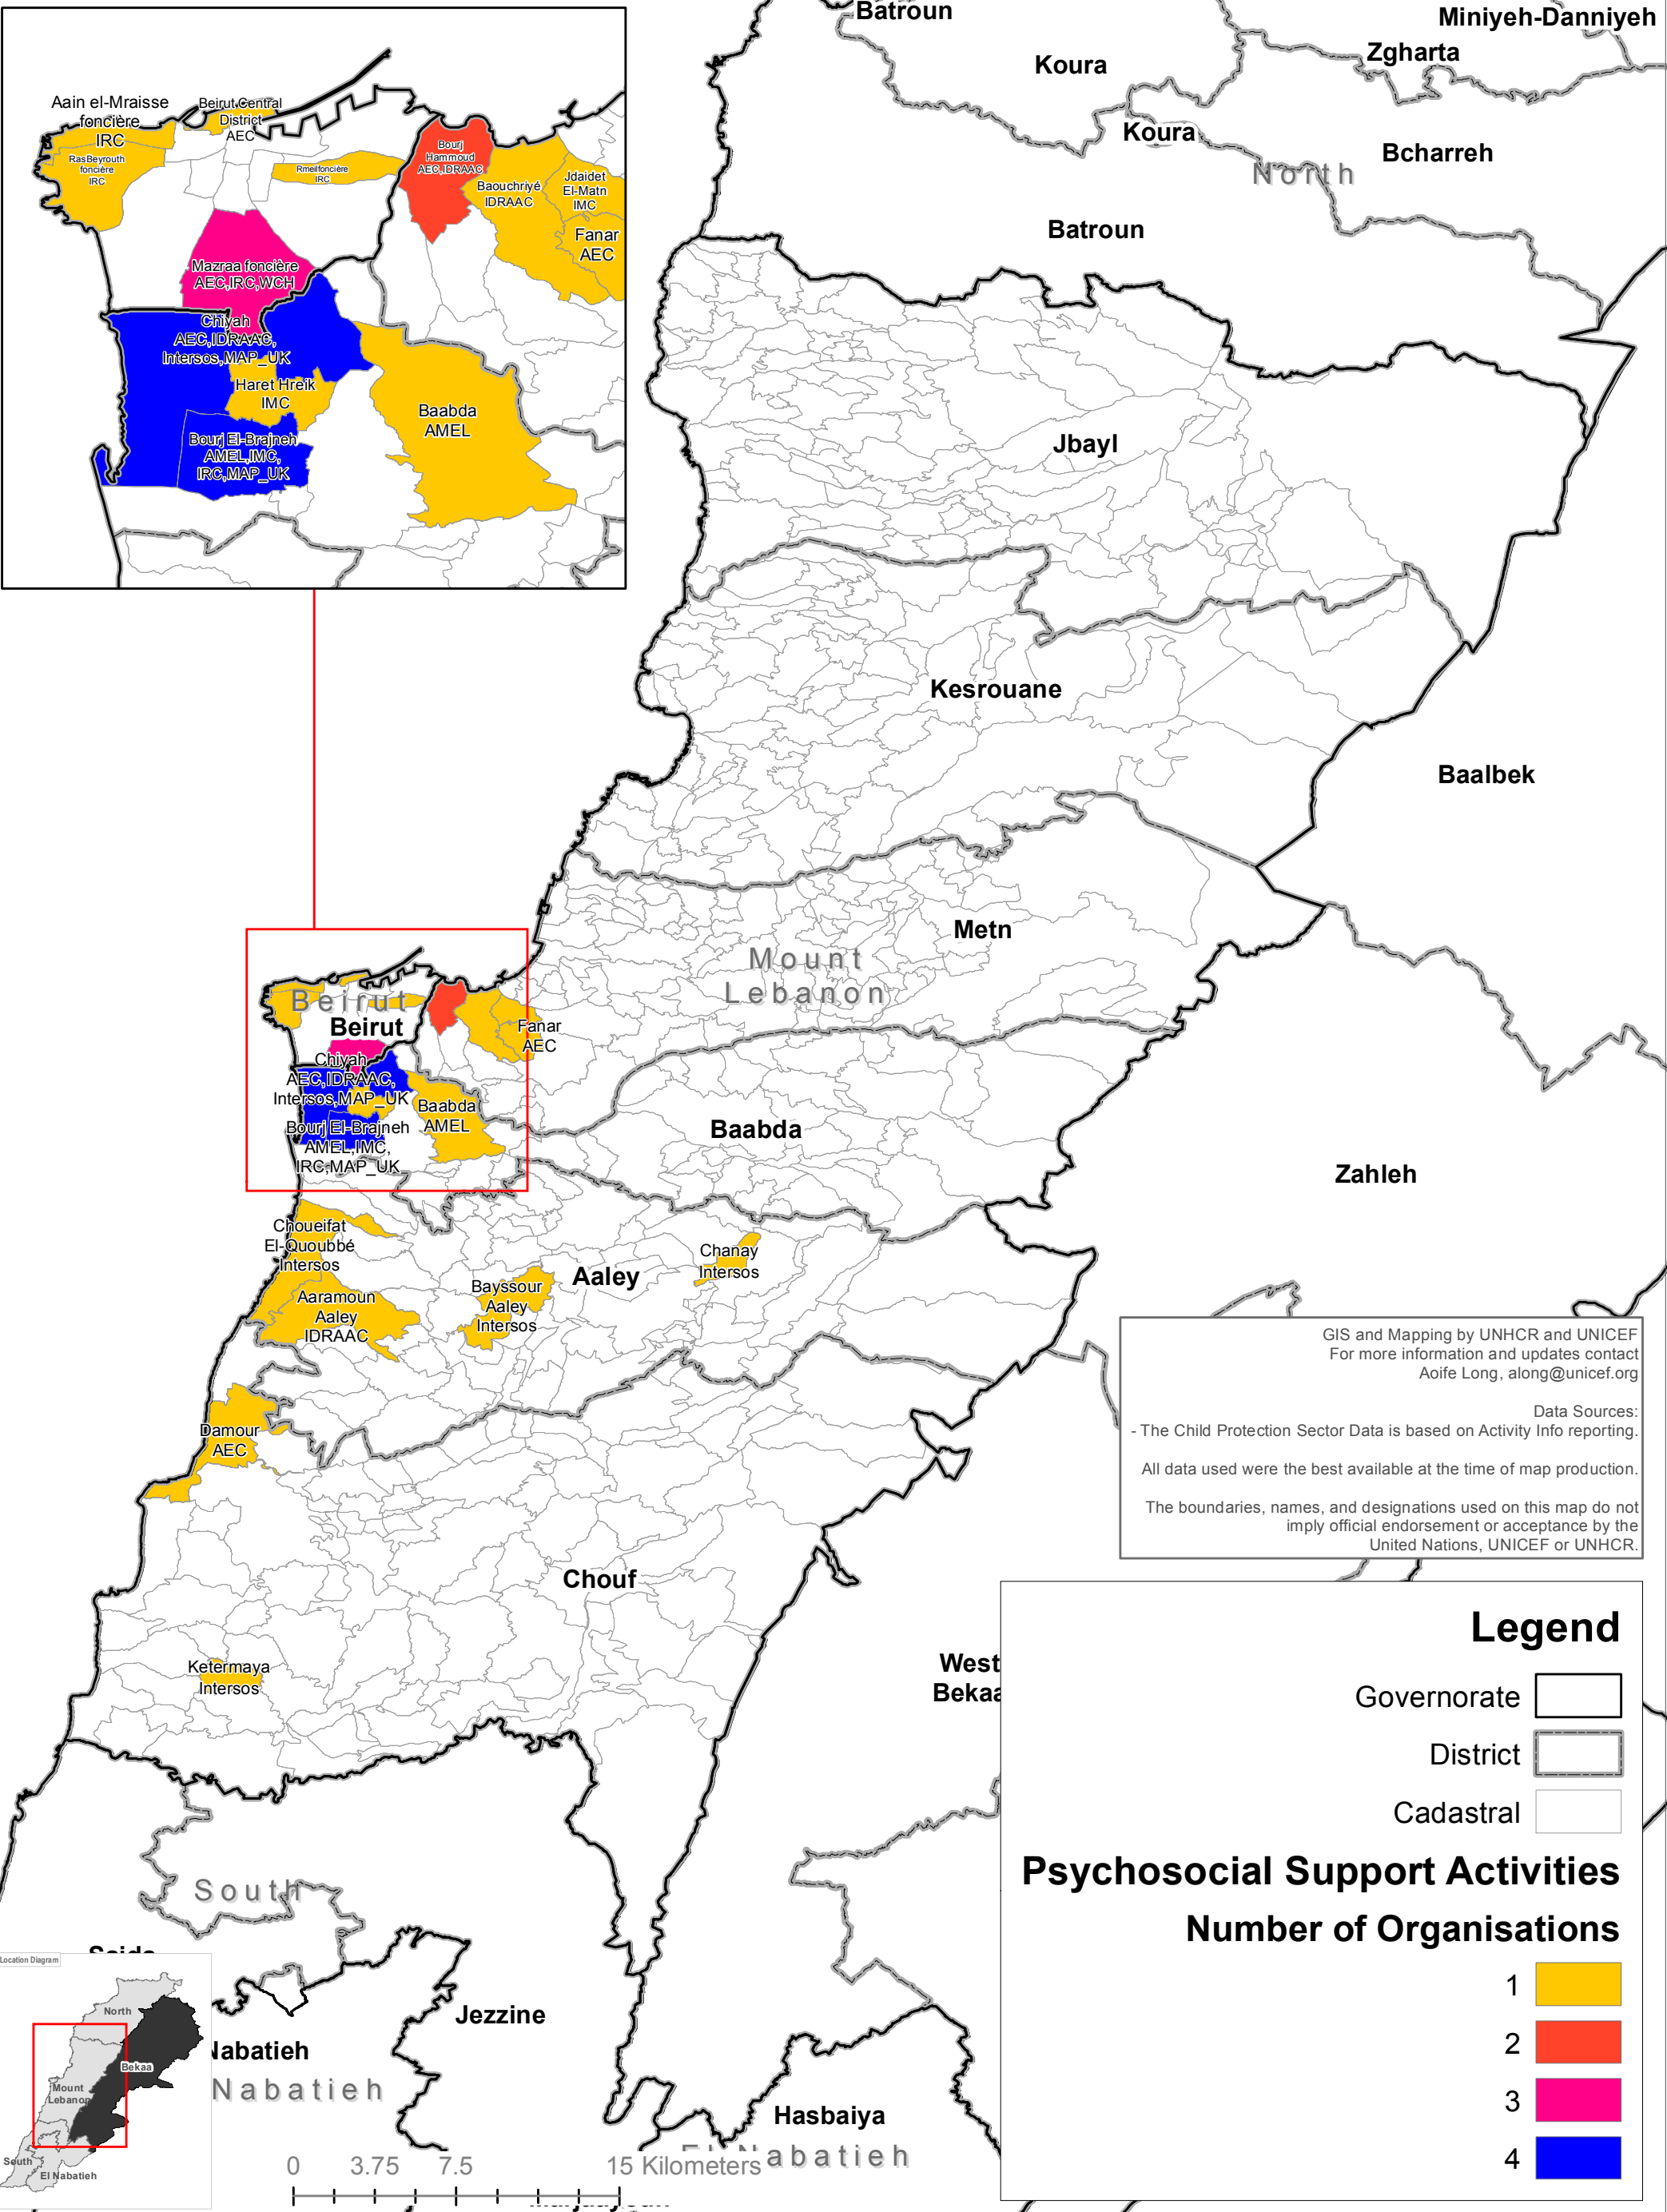 Aain el-Mraisse
foncière
IRC
Beirut Central
District
AEC
RasBeyrouth
foncière
IRC
Rmeilfoncière
IRC
Bourj
Hammoud
AEC,IDRAAC
Baouchriyé
IDRAAC
Jdaidet
El-Matn
IMC
Fanar
AEC
Mazraa foncière
AEC,IRC,WCH
Chiyah
AEC,IDRAAC,
Intersos,MAP_UK
Haret Hreik
IMC
Bourj El-Brajneh
AMEL,IMC,
IRC,MAP_UK
Baabda
AMEL
Batroun
Miniyeh-Danniyeh
Zgharta
Koura
Koura
Bcharreh
North
Batroun
Jbayl
Kesrouane
Baalbek
Metn
Mount
Lebanon
Beirut
Beirut
Fanar
AEC
Chiyah
AEC,IDRAAC,
Intersos,MAP_UK
Baabda
AMEL
Bourj El-Brajneh
AMEL,IMC,
IRC,MAP_UK
Baabda
Zahleh
Choueifat
El-Quoubbé
Intersos
Chanay
Intersos
Aaley
Bayssour
Aaley
Intersos
Aaramoun
Aaley
IDRAAC
Damour
AEC
Chouf
Ketermaya
Intersos
West
GIS and Mapping by UNHCR and UNICEF
For more information and updates contact
Aoife Long, along@unicef.org
Data Sources:
- The Child Protection Sector Data is based on Activity Info reporting.
All data used were the best available at the time of map production.
The boundaries, names, and designations used on this map do not
imply official endorsement or acceptance by the
United Nations, UNICEF or UNHCR.
Legend
Governorate
District
Cadastral
Psychosocial Support Activities
Number of Organisations
1
2
3
4
South
Jezzine
Nabatieh
Nabatieh
Hasbaiya
Location Diagram
North
Bekaa
Mount
Lebanon
South
El Nabatieh
0 3.75 7.5 15 Kilometers